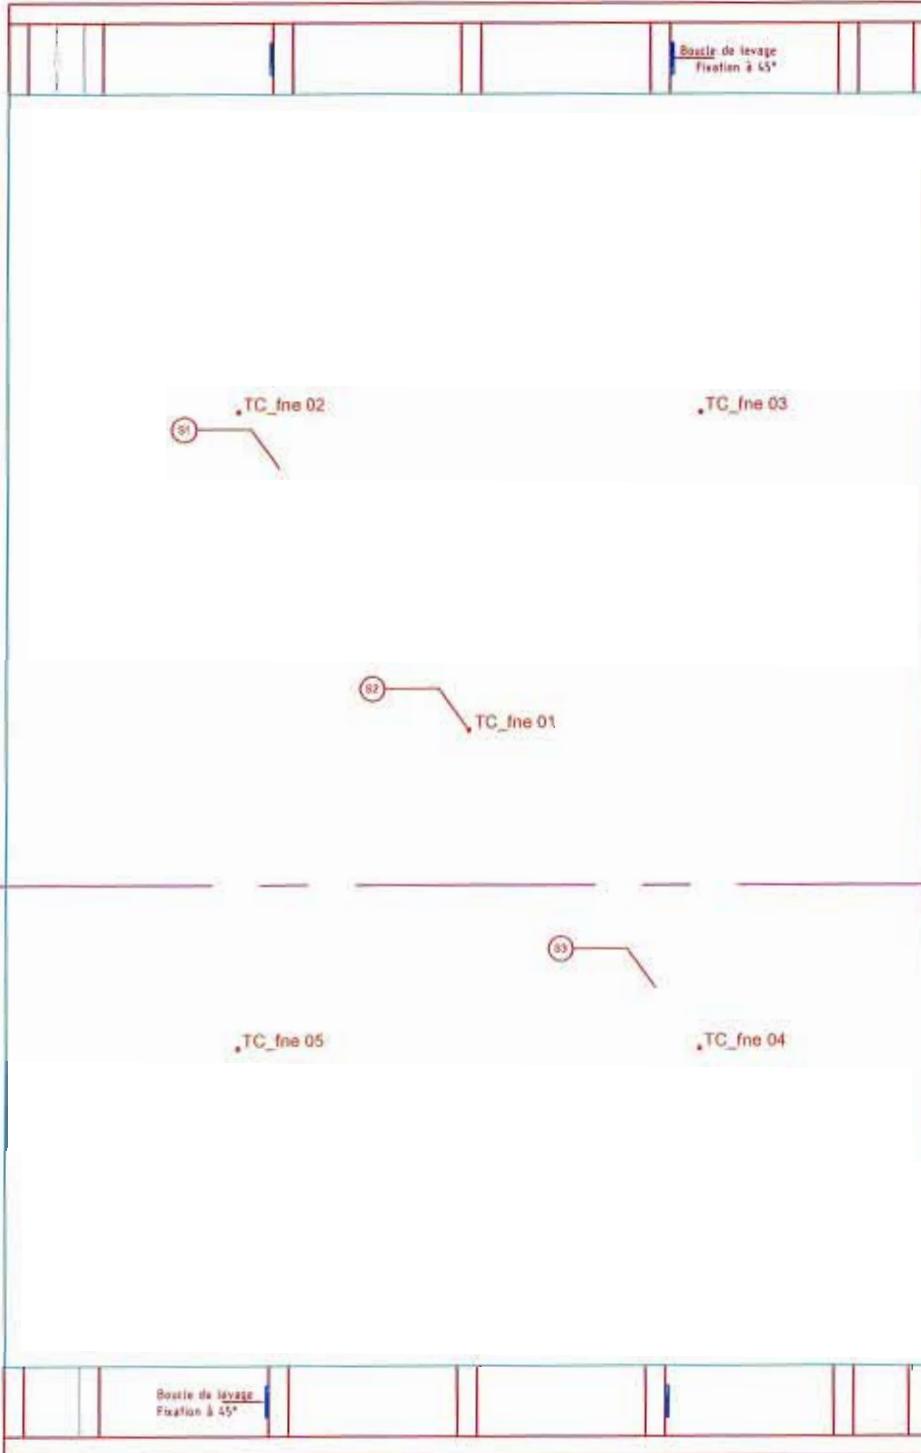 Boucle de levage
Fixation à 45°
TC_fne 02
TC_fne 03
S1
S2
TC_fne 01
S3
TC_fne 05
TC_fne 04
Boucle de levage
Fixation à 45°